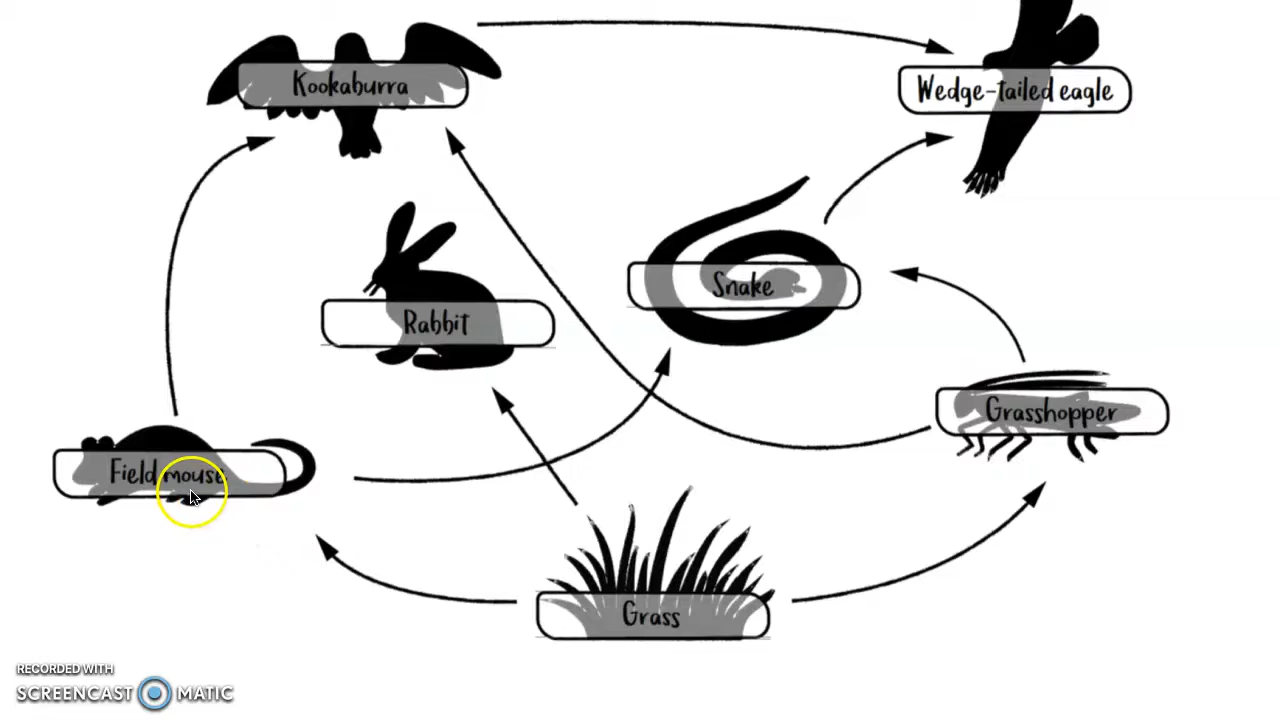 Kookaburra
Wedge-tailed eagle
Snake
Rabbit
Grasshopper
Field mouse
Grass
RECORDED WITH
SCREENCAST MATIC